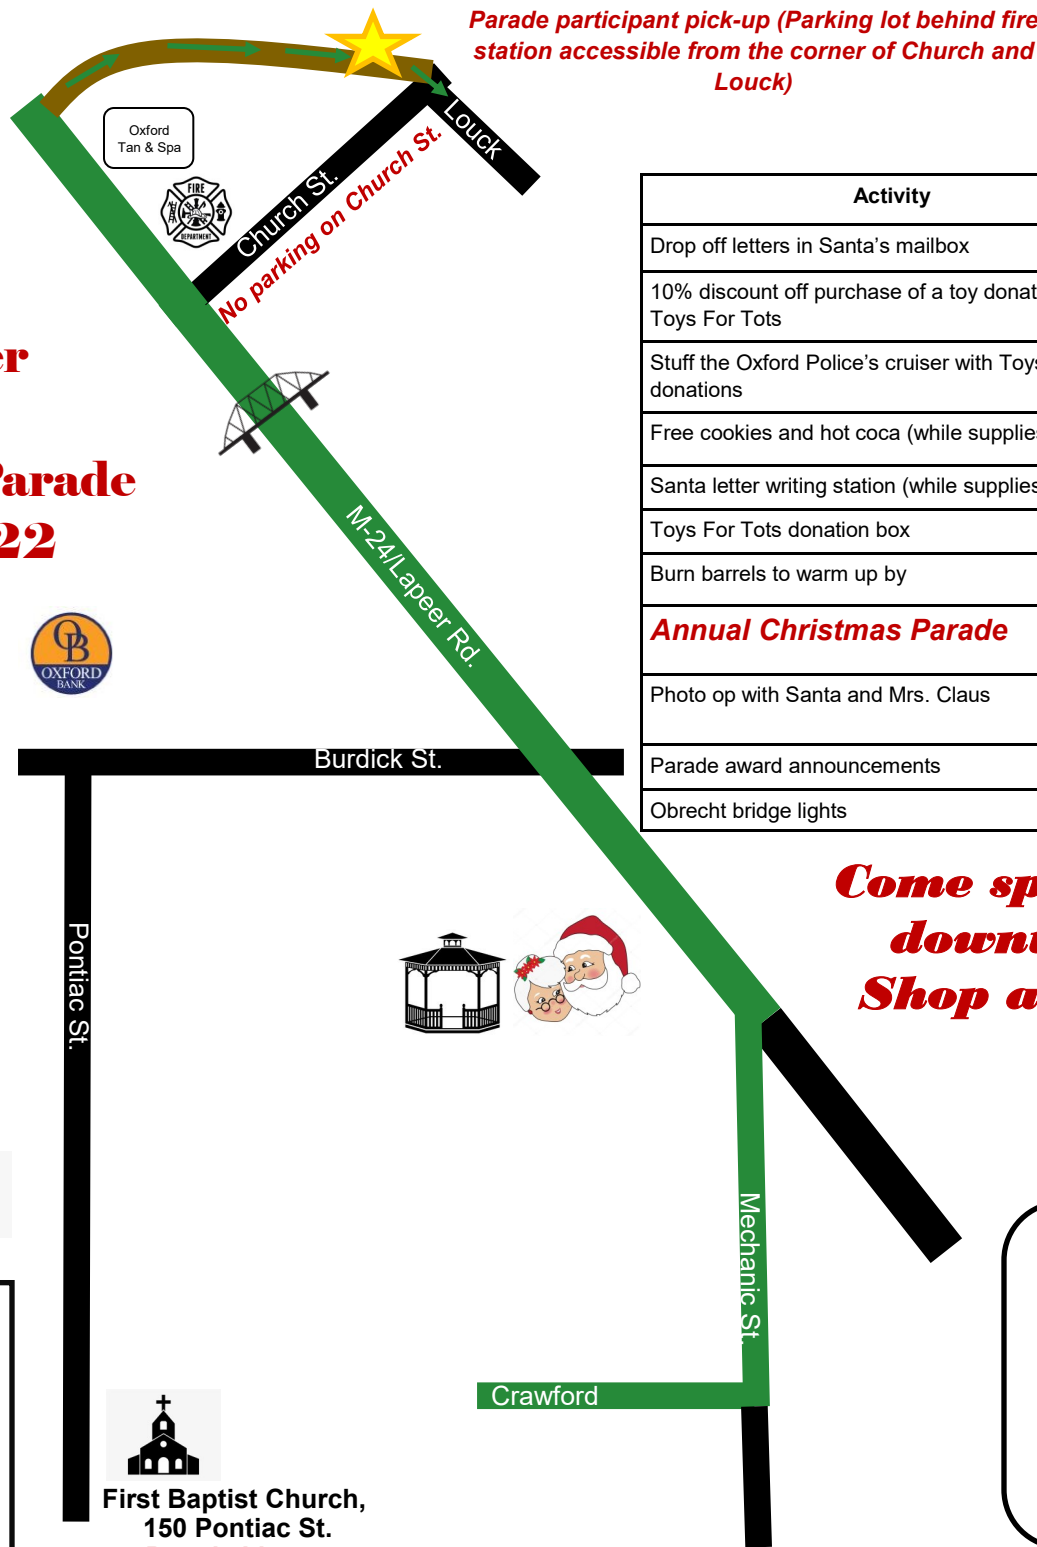 Parade participant pick-up (Parking lot behind fire
station accessible from the corner of Church and
Louck)
Oxford
Tan & Spa
Louck
FIRE
DEPARTMENT
Church St.
No parking on Church St.
er
Parade
22
M-24/Lapeer Rd.
OB
OXFORD
BANK
Burdick St.
Activity
Drop off letters in Santa's mailbox
10% discount off purchase of a toy donat
Toys For Tots
Stuff the Oxford Police's cruiser with Toys
donations
Free cookies and hot coca (while supplies
Santa letter writing station (while supplies
Toys For Tots donation box
Burn barrels to warm up by
Annual Christmas Parade
Photo op with Santa and Mrs. Claus
Parade award announcements
Obrecht bridge lights
Come sp
down
Shop a
Pontiac St.
Mechanic St.
Crawford
First Baptist Church,
150 Pontiac St.